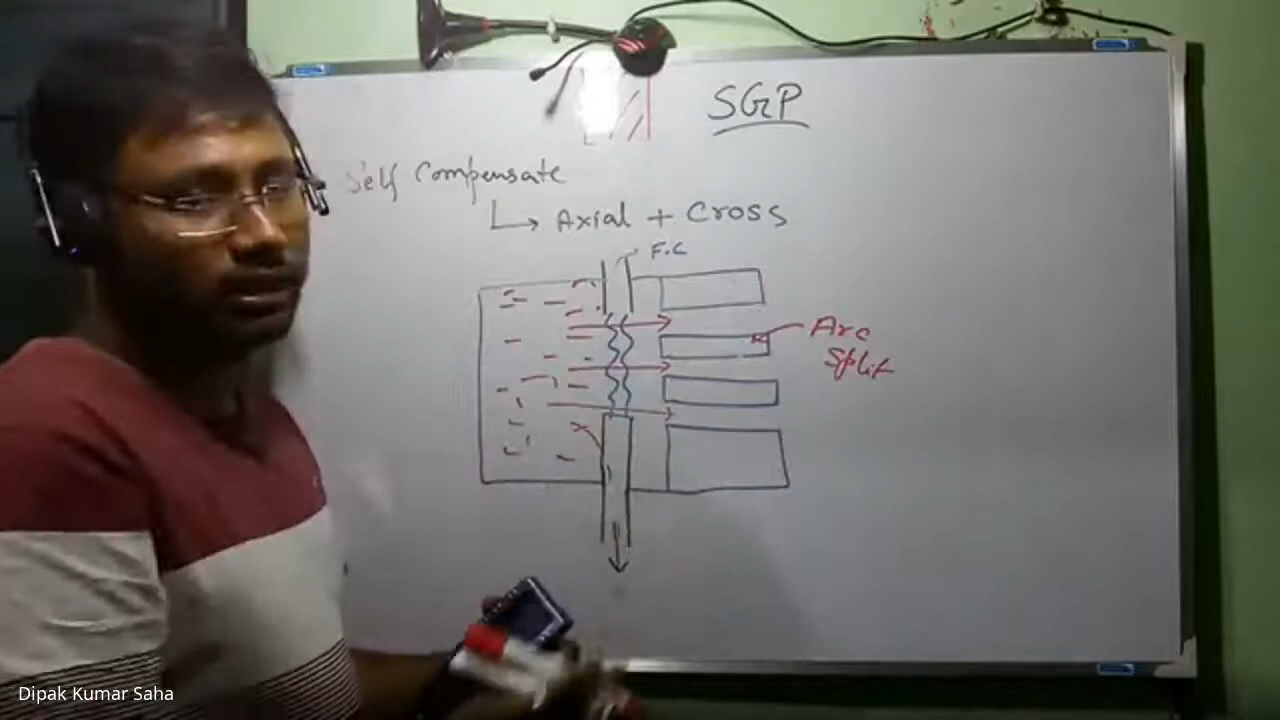 SGP
Self Compensate
Axial + Cross
F.C
Arc
Split
Dipak Kumar Saha